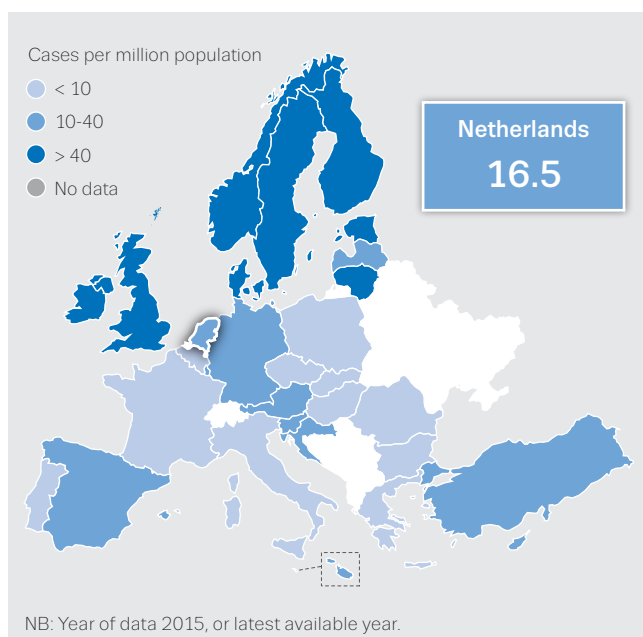 Cases per million population
< 10
10-40
> 40
No data
Netherlands
16.5
NB: Year of data 2015, or latest available year.